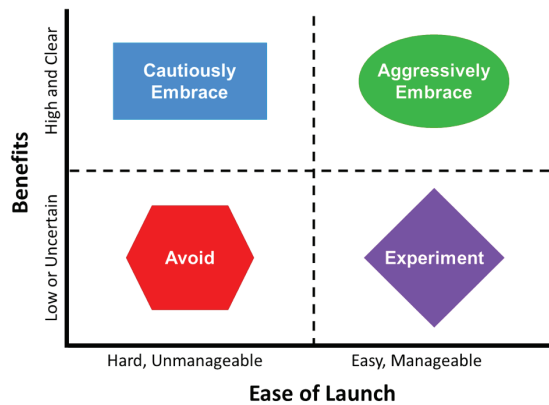 Benefits
High and Clear
Low or Uncertain
Cautiously
Embrace
Aggressively
Embrace
Avoid
Experiment
Hard, Unmanageable
Easy, Manageable
Ease of Launch